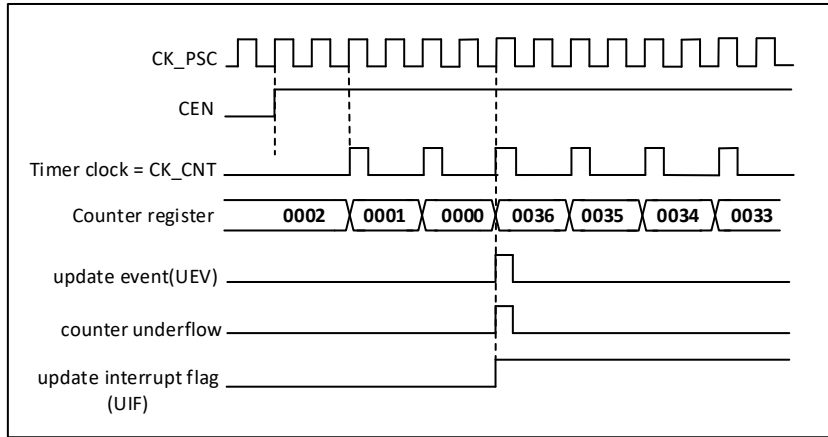 CK_PSC
CEN
Timer clock = CK_CNT
Counter register 0002 0001 0000 0036 0035 0034 0033
update event(UEV)
counter underflow
update interrupt flag
(UIF)